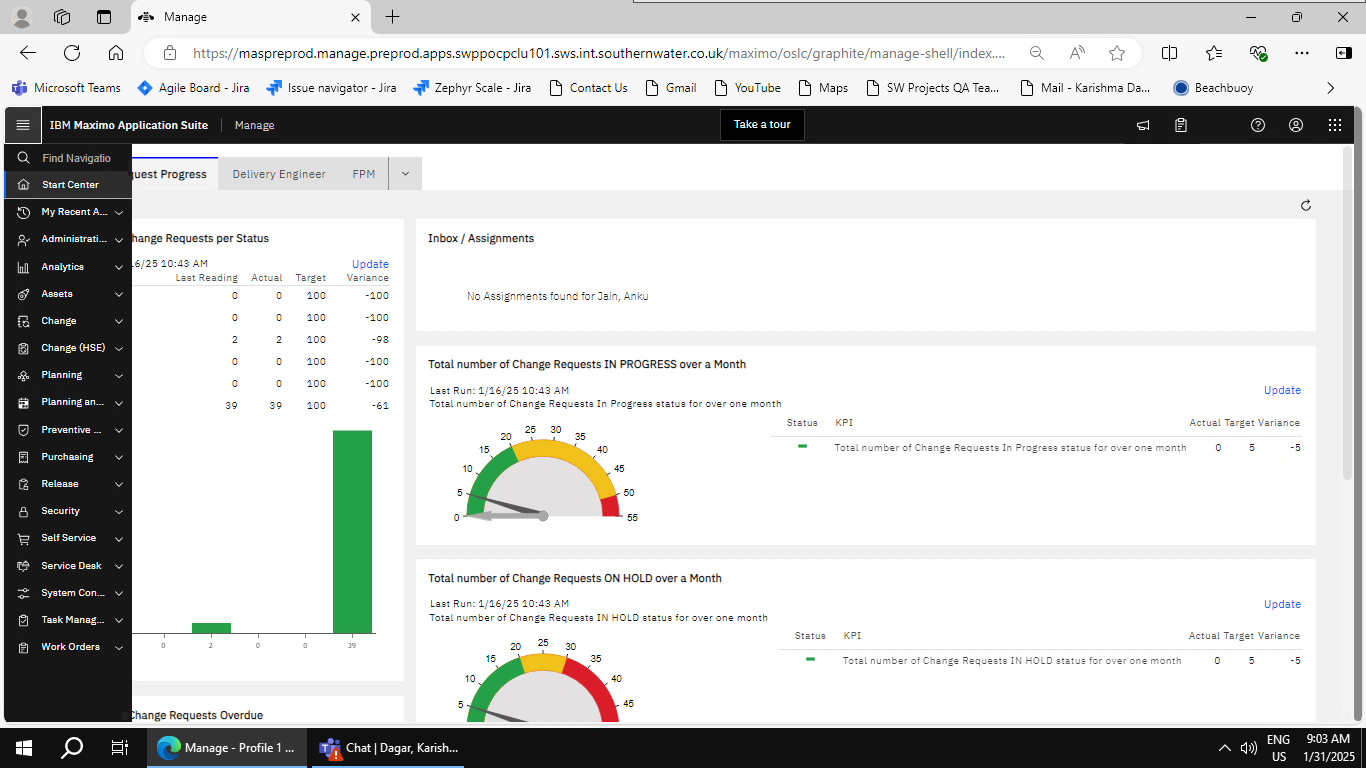 Manage
https://maspreprod.manage.preprod.apps.swppocpclu101.sws.int.southernwater.co.uk/maximo/oslc/graphite/manage-shell/index....
Microsoft Teams
Agile Board - Jira
Issue navigator - Jira
Zephyr Scale - Jira
Contact Us
Gmail
YouTube
Maps
SW Projects QA Tea...
Mail - Karishma Da...
Beachbuoy
IBM Maximo Application Suite
Manage
Take a tour
Find Navigatio
Start Center
My Recent A...
Administrati...
Analytics
Assets
Change
Change (HSE)
Planning
Planning an...
Preventive ...
Purchasing
Release
Security
Self Service
Service Desk
System Con...
Task Manag...
Work Orders
quest Progress
Delivery Engineer
FPM
hange Requests per Status
16/25 10:43 AM
Update
Last Reading Actual Target Variance
0 0 100 -100
0 0 100 -100
2 2 100 -98
0 0 100 -100
0 0 100 -100
39 39 100 -61
0 2 0 0 39
Change Requests Overdue
Inbox / Assignments
No Assignments found for Jain, Anku
Total number of Change Requests IN PROGRESS over a Month
Last Run: 1/16/25 10:43 AM
Update
Total number of Change Requests In Progress status for over one month
0 5 10 15 20 25 30 35 40 45 50 55
Status KPI Actual Target Variance
Total number of Change Requests In Progress status for over one month 0 5 -5
Total number of Change Requests ON HOLD over a Month
Last Run: 1/16/25 10:43 AM
Update
Total number of Change Requests IN HOLD status for over one month
5 10 15 20 25 30 35 40 45
Status KPI Actual Target Variance
Total number of Change Requests IN HOLD status for over one month 0 5 -5
Manage - Profile 1 ...
Chat | Dagar, Karish...
ENG
US
9:03 AM
1/31/2025